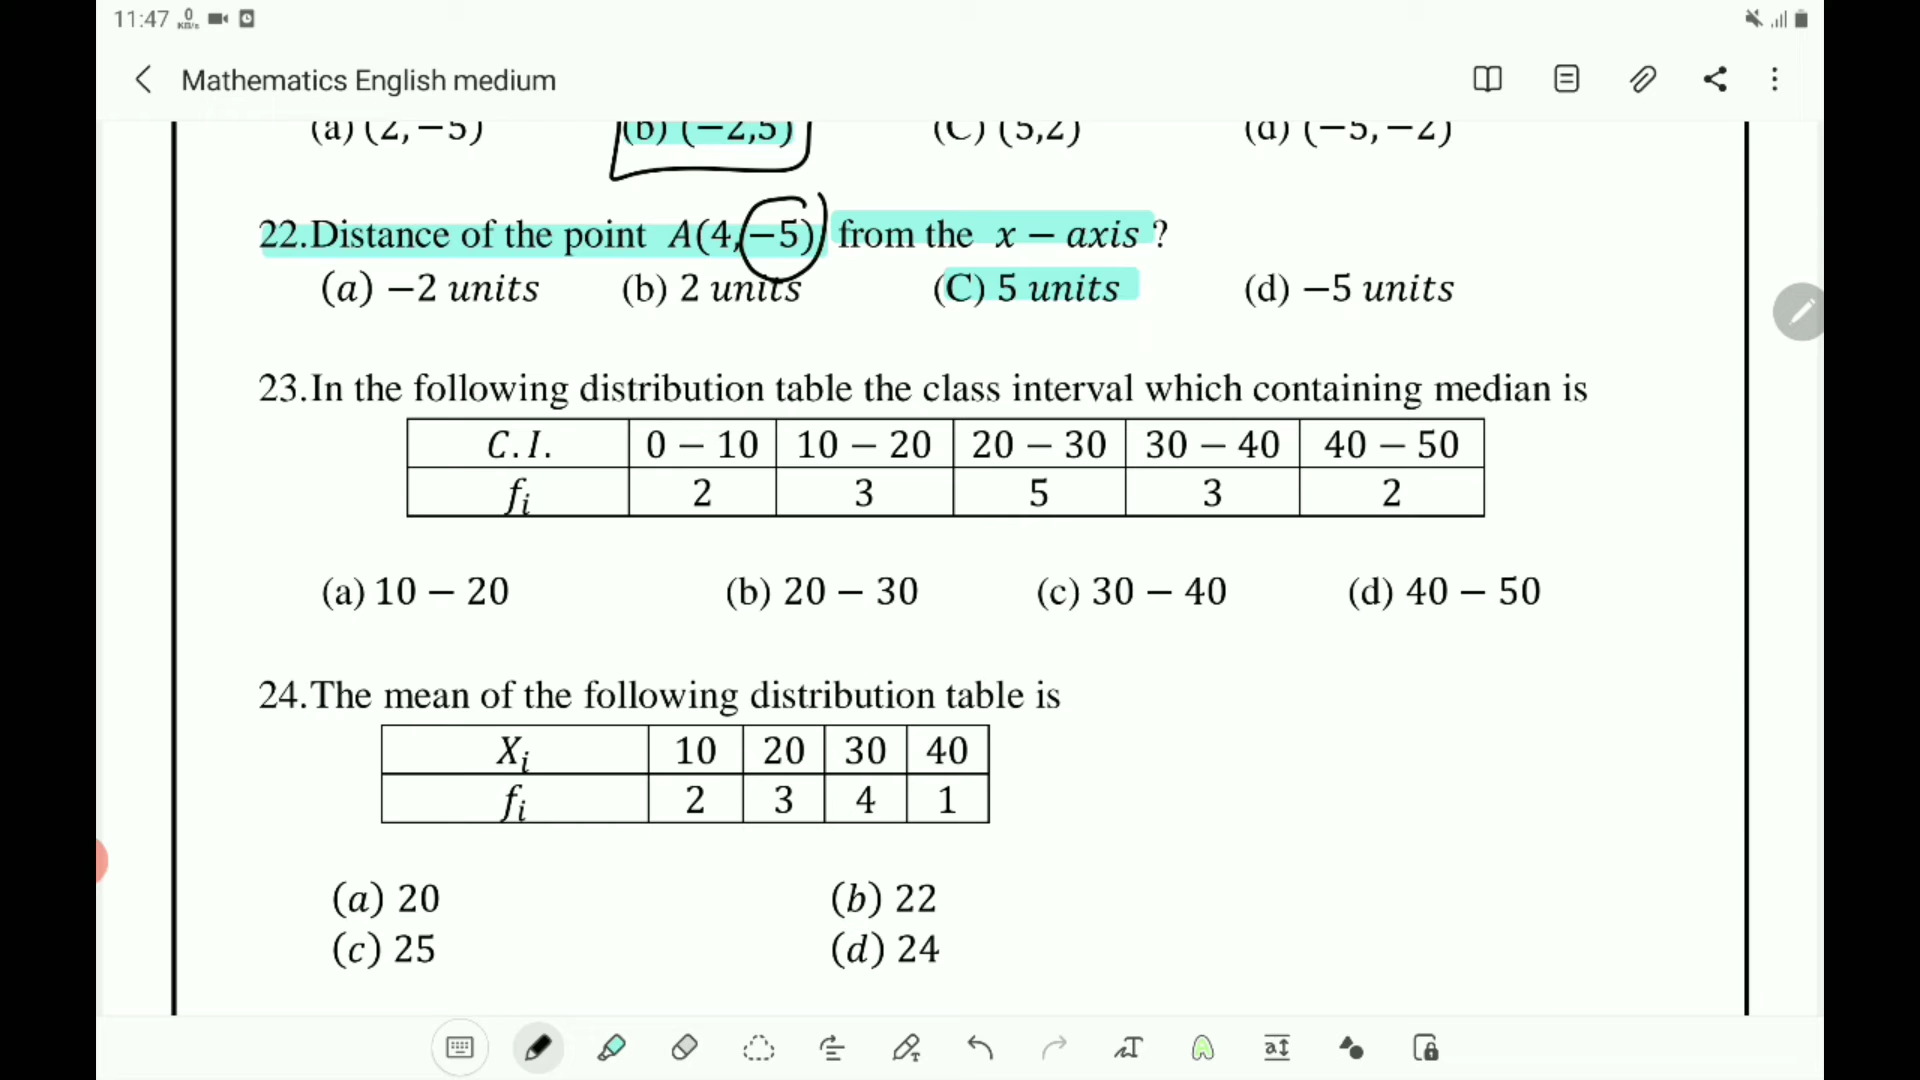 11:47 0 KB/s
Mathematics English medium
(a) (2, −5) (b) (−2,5) (C) (5,2) (d) (−5, −2)
22.Distance of the point A(4, −5) from the x − axis ?
(a) −2 units (b) 2 units (C) 5 units (d) −5 units
23.In the following distribution table the class interval which containing median is
C.I. 0 − 10 10 − 20 20 − 30 30 − 40 40 − 50
fi 2 3 5 3 2
(a) 10 − 20 (b) 20 − 30 (c) 30 − 40 (d) 40 − 50
24.The mean of the following distribution table is
Xi 10 20 30 40
fi 2 3 4 1
(a) 20 (b) 22
(c) 25 (d) 24